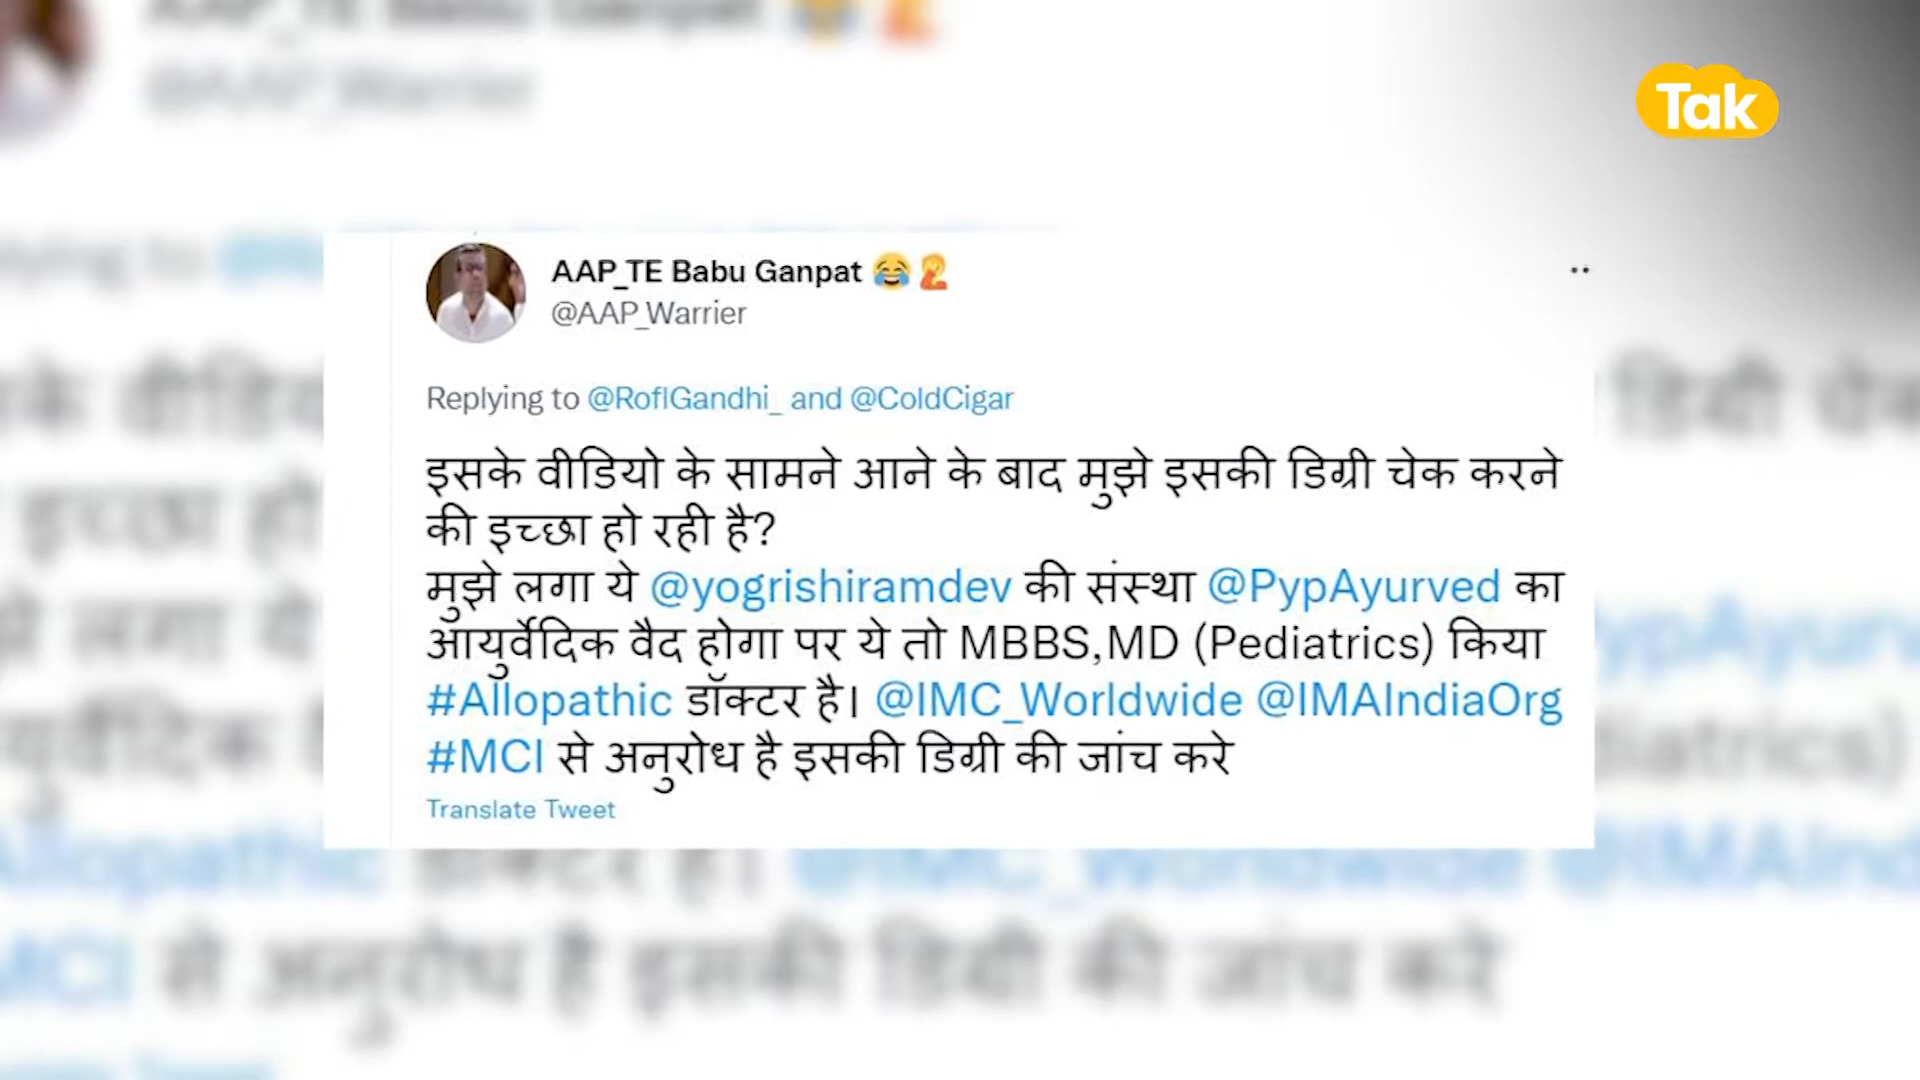 Tak
AAP_TE Babu Ganpat 😂🤦
@AAP_Warrier
Replying to @RoflGandhi_ and @ColdCigar
इसके वीडियो के सामने आने के बाद मुझे इसकी डिग्री चेक करने
की इच्छा हो रही है?
मुझे लगा ये @yogrishiramdev की संस्था @PypAyurved का
आयुर्वेदिक वैद होगा पर ये तो MBBS,MD (Pediatrics) किया
#Allopathic डॉक्टर है। @IMC_Worldwide @IMAIndiaOrg
#MCI से अनुरोध है इसकी डिग्री की जांच करे
Translate Tweet